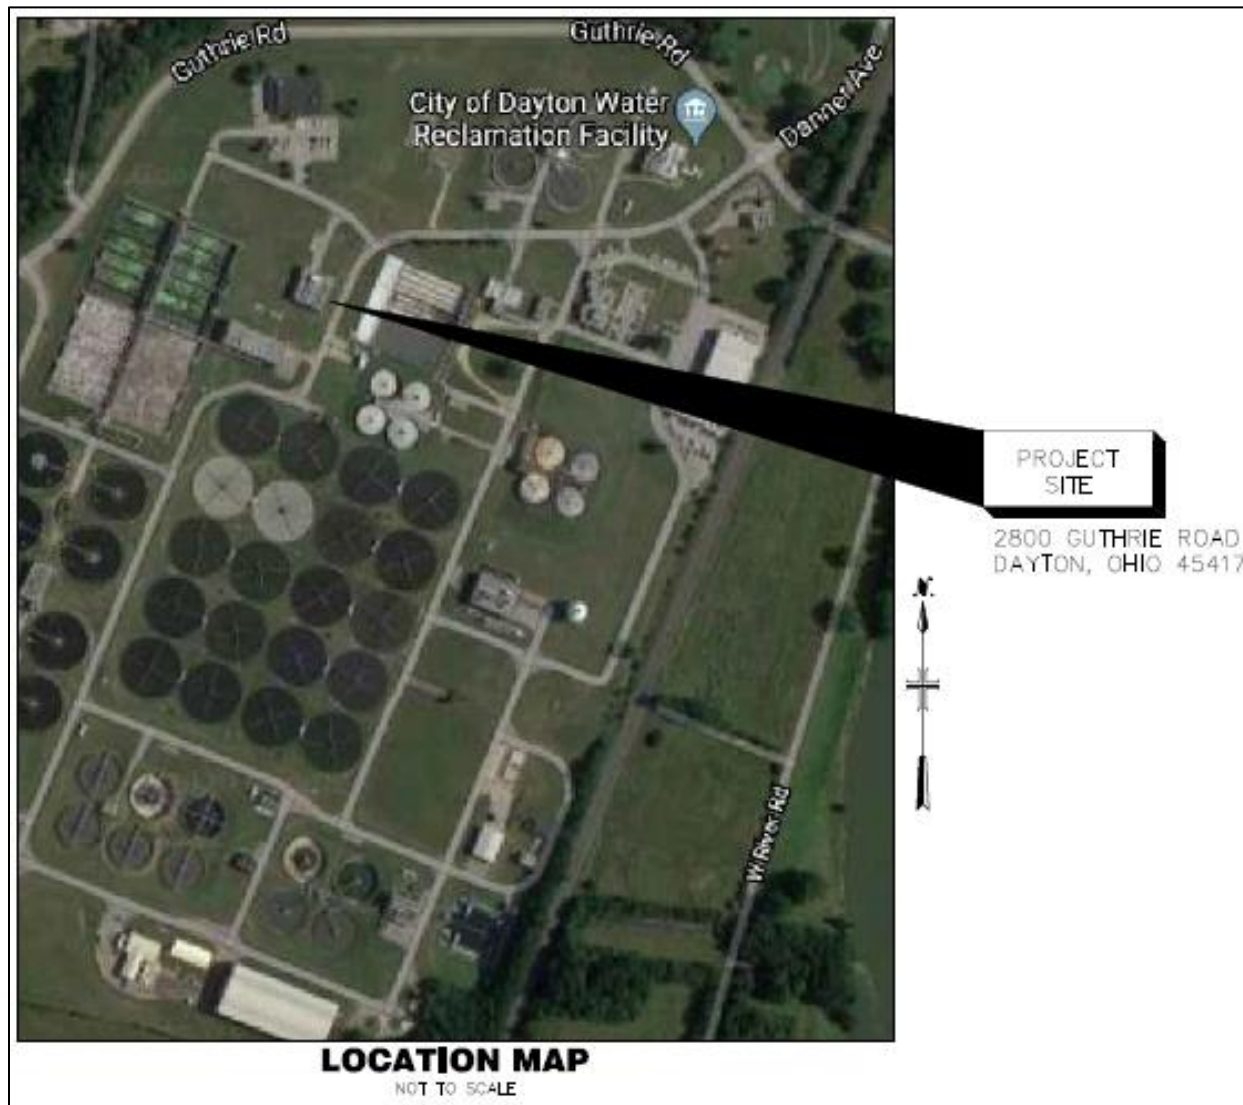 Guthrie Rd
Guthrie Rd
Danner Ave
City of Dayton Water
Reclamation Facility
PROJECT
SITE
2800 GUTHRIE ROAD
DAYTON, OHIO 45417
N
W River Rd
LOCATION MAP
NOT TO SCALE